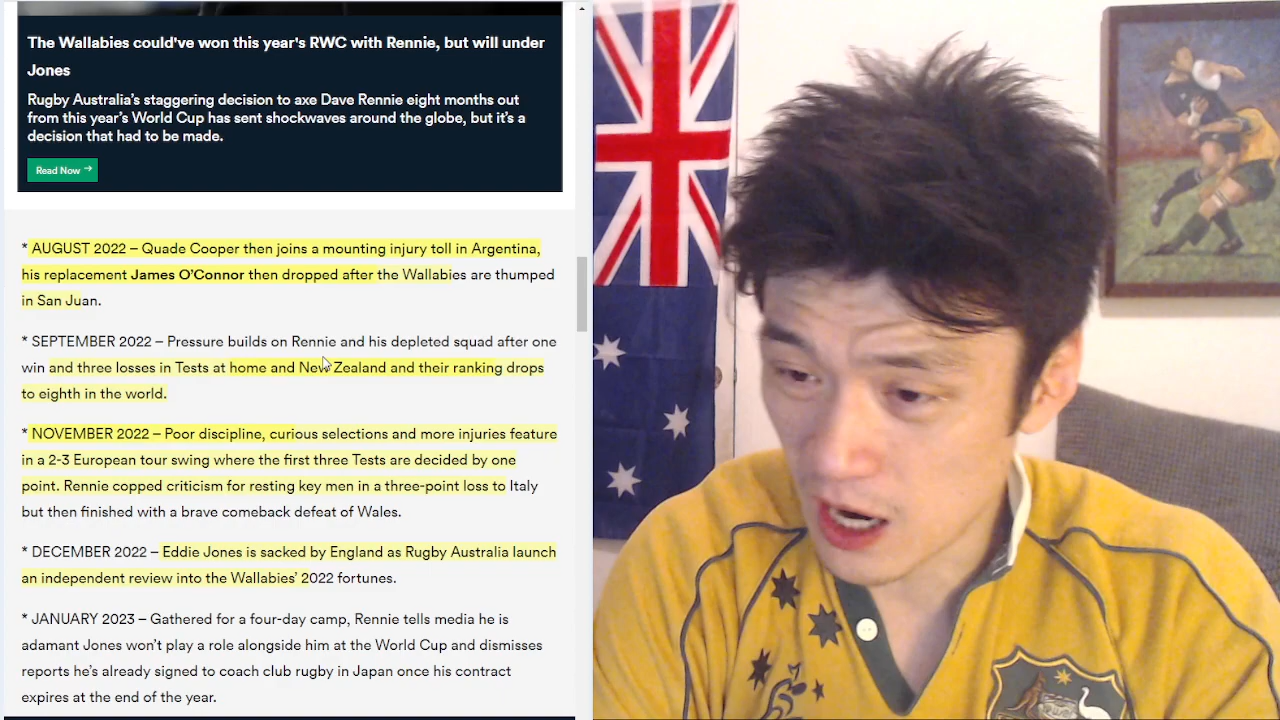 The Wallabies could've won this year's RWC with Rennie, but will under
Jones
Rugby Australia's staggering decision to axe Dave Rennie eight months out
from this year's World Cup has sent shockwaves around the globe, but it's a
decision that had to be made.
Read Now →
* AUGUST 2022 – Quade Cooper then joins a mounting injury toll in Argentina,
his replacement James O'Connor then dropped after the Wallabies are thumped
in San Juan.
* SEPTEMBER 2022 – Pressure builds on Rennie and his depleted squad after one
win and three losses in Tests at home and New Zealand and their ranking drops
to eighth in the world.
* NOVEMBER 2022 – Poor discipline, curious selections and more injuries feature
in a 2-3 European tour swing where the first three Tests are decided by one
point. Rennie copped criticism for resting key men in a three-point loss to Italy
but then finished with a brave comeback defeat of Wales.
* DECEMBER 2022 – Eddie Jones is sacked by England as Rugby Australia launch
an independent review into the Wallabies' 2022 fortunes.
* JANUARY 2023 – Gathered for a four-day camp, Rennie tells media he is
adamant Jones won't play a role alongside him at the World Cup and dismisses
reports he's already signed to coach club rugby in Japan once his contract
expires at the end of the year.